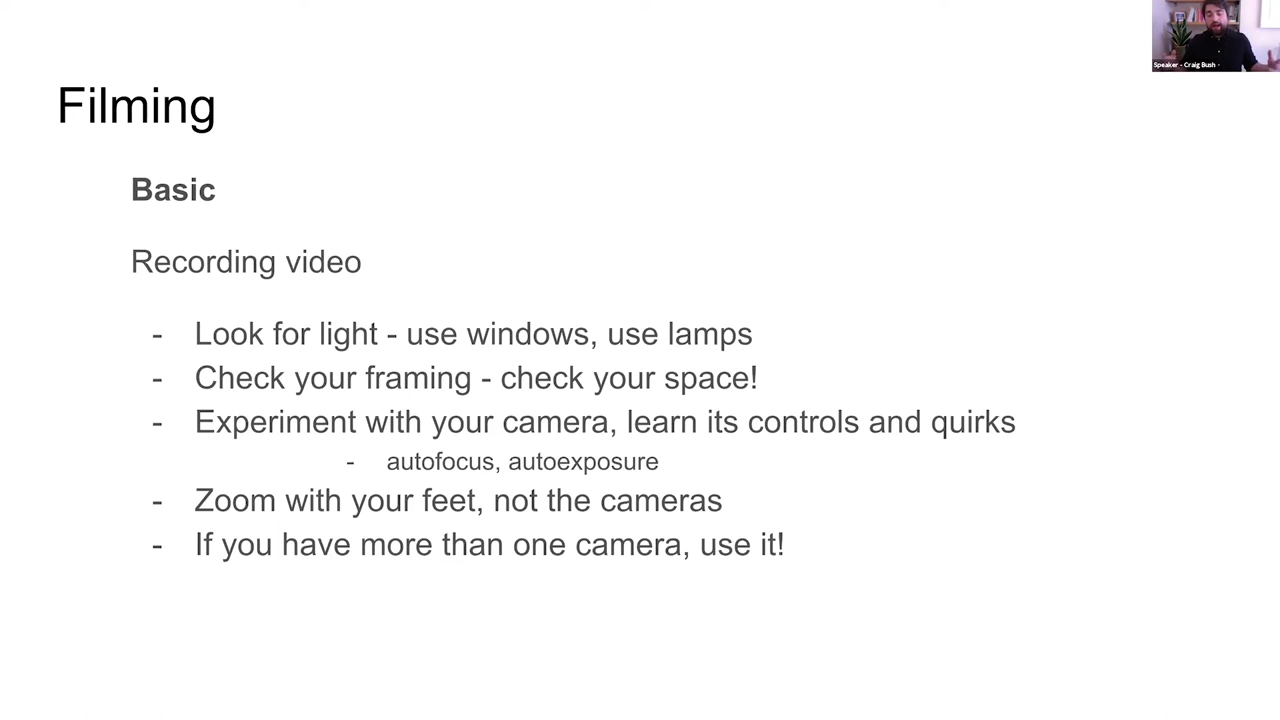 Speaker - Craig Bush
Filming
Basic
Recording video
- Look for light - use windows, use lamps
- Check your framing - check your space!
- Experiment with your camera, learn its controls and quirks
- autofocus, autoexposure
- Zoom with your feet, not the cameras
- If you have more than one camera, use it!